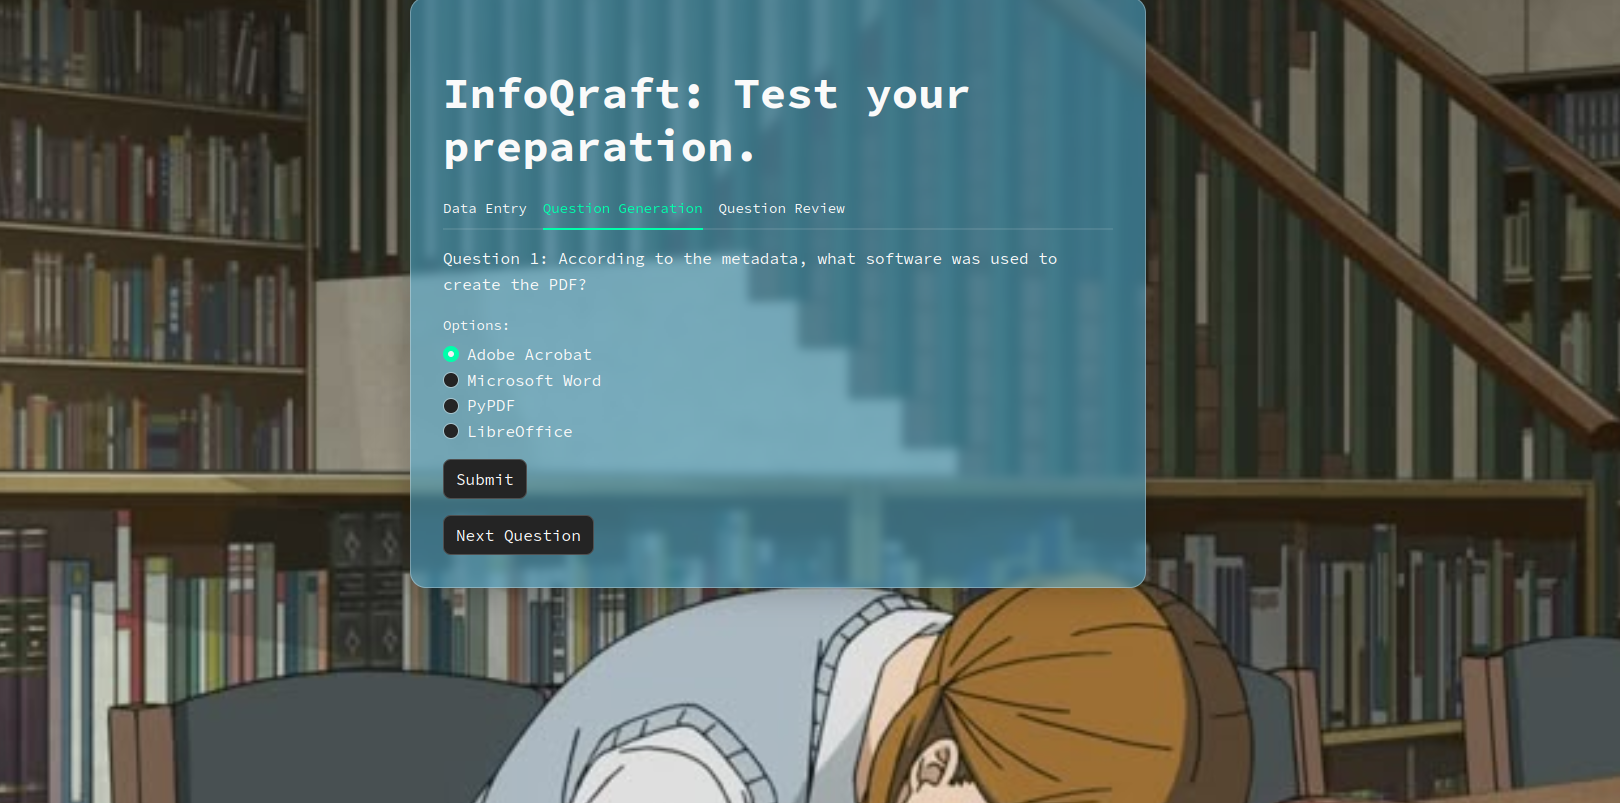 InfoQraft: Test your
preparation.
Data Entry Question Generation Question Review
Question 1: According to the metadata, what software was used to
create the PDF?
Options:
Adobe Acrobat
Microsoft Word
PyPDF
LibreOffice
Submit
Next Question